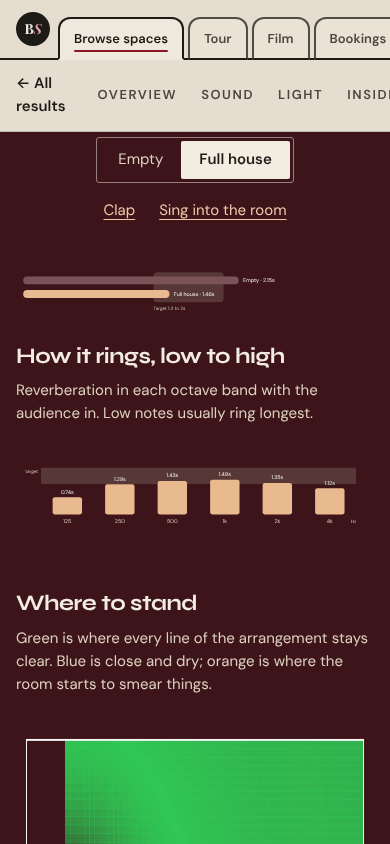 BS
Browse spaces
Tour
Film
Bookings
← All results
OVERVIEW
SOUND
LIGHT
INSID
Empty
Full house
Clap
Sing into the room
Empty · 2.15s
Full house · 1.46s
Target 1.3 to 2s
How it rings, low to high
Reverberation in each octave band with the
audience in. Low notes usually ring longest.
target
0.74s
1.29s
1.43s
1.49s
1.35s
1.12s
125
250
500
1k
2k
4k
Hz
Where to stand
Green is where every line of the arrangement stays
clear. Blue is close and dry; orange is where the
room starts to smear things.